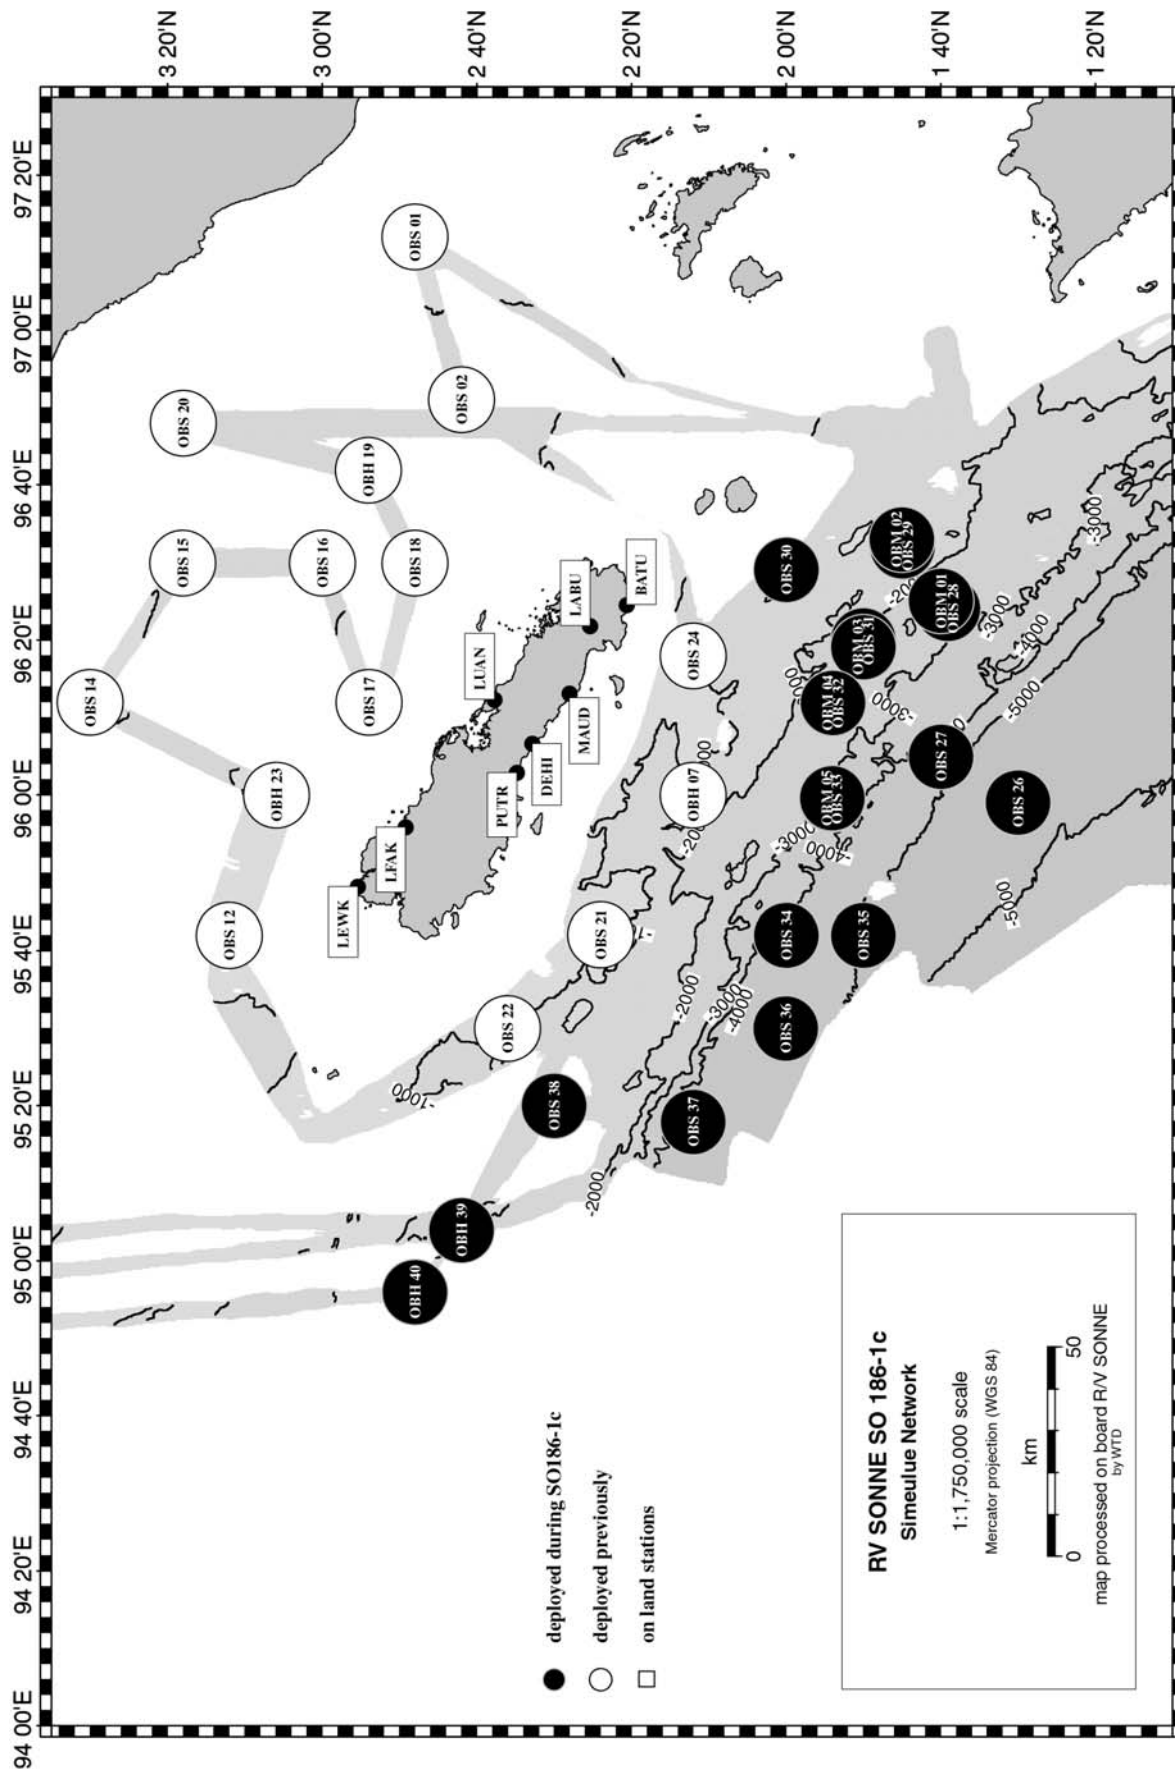 94 00'E
94 20'E
94 40'E
95 00'E
95 20'E
95 40'E
96 00'E
96 20'E
96 40'E
97 00'E
97 20'E
3 20'N
3 00'N
2 40'N
2 20'N
2 00'N
1 40'N
1 20'N
OBS 14
OBS 15
OBS 20
OBS 12
OBH 23
OBS 16
OBS 17
OBH 19
OBS 18
OBS 01
OBS 02
LEWK
LFAK
LUAN
PUTR
DEHI
MAUD
LABU
BATU
OBH 40
OBH 39
-1000
OBS 22
OBS 38
OBS 21
-2000
OBS 37
OBH 07
OBS 24
-2000
-3000
-4000
OBS 36
OBS 34
OBS 30
-3000
-4000
OBM 05
OBS 33
OBM 04
OBS 32
OBM 03
OBS 31
OBS 35
OBM 02
OBS 29
-3000
OBS 27
OBM 01
OBS 28
-3000
-4000
-5000
OBS 26
-5000
-3000
deployed during SO186-1c
deployed previously
on land stations
RV SONNE SO 186-1c
Simeulue Network
1:1,750,000 scale
Mercator projection (WGS 84)
km
0 50
map processed on board R/V SONNE
by WTD